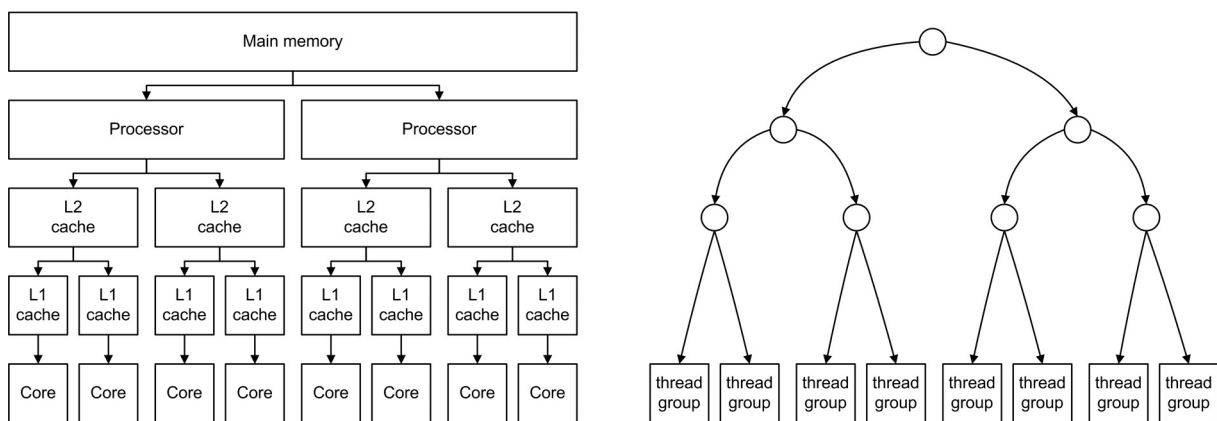 Main memory
Processor
Processor
L2
cache
L2
cache
L2
cache
L2
cache
L1
cache
L1
cache
L1
cache
L1
cache
L1
cache
L1
cache
L1
cache
L1
cache
Core
Core
Core
Core
Core
Core
Core
Core
thread
group
thread
group
thread
group
thread
group
thread
group
thread
group
thread
group
thread
group